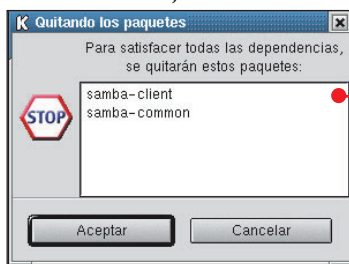 Quitando los paquetes
Para satisfacer todas las dependencias,
se quitarán estos paquetes:
STOP
samba-client
samba-common
Aceptar
Cancelar